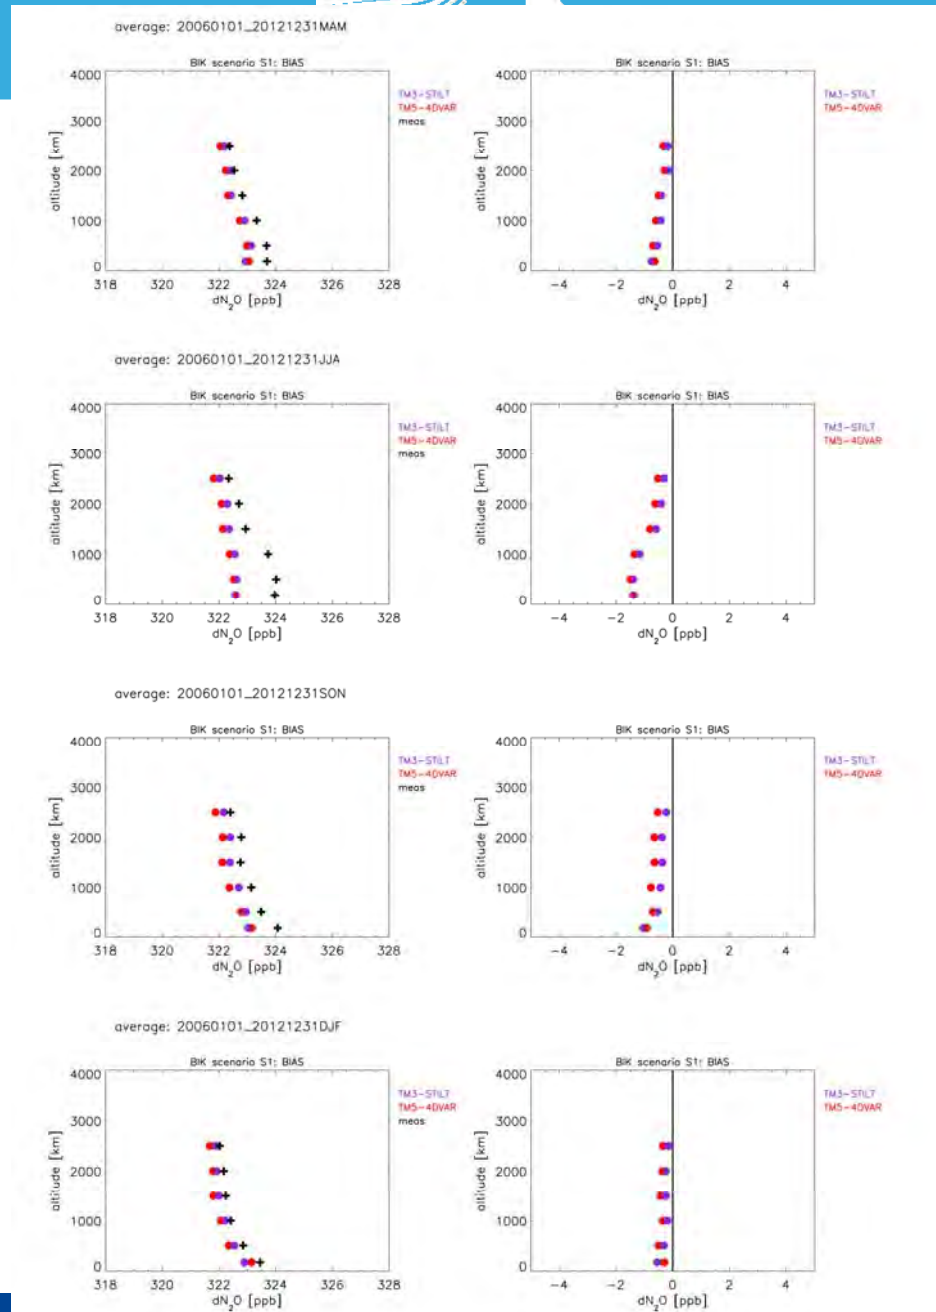 average: 20060101_20121231MAM
BIK scenario S1: BIAS
BIK scenario S1: BIAS
4000
3000
2000
1000
0
altitude [km]
318 320 322 324 326 328
dN2O [ppb]
TM3-STILT
TM5-4DVAR
meas
4000
3000
2000
1000
0
altitude [km]
-4 -2 0 2 4
dN2O [ppb]
TM3-STILT
TM5-4DVAR
average: 20060101_20121231JJA
BIK scenario S1: BIAS
BIK scenario S1: BIAS
4000
3000
2000
1000
0
altitude [km]
318 320 322 324 326 328
dN2O [ppb]
TM3-STILT
TM5-4DVAR
meas
4000
3000
2000
1000
0
altitude [km]
-4 -2 0 2 4
dN2O [ppb]
TM3-STILT
TM5-4DVAR
average: 20060101_20121231SON
BIK scenario S1: BIAS
BIK scenario S1: BIAS
4000
3000
2000
1000
0
altitude [km]
318 320 322 324 326 328
dN2O [ppb]
TM3-STILT
TM5-4DVAR
meas
4000
3000
2000
1000
0
altitude [km]
-4 -2 0 2 4
dN2O [ppb]
TM3-STILT
TM5-4DVAR
average: 20060101_20121231DJF
BIK scenario S1: BIAS
BIK scenario S1: BIAS
4000
3000
2000
1000
0
altitude [km]
318 320 322 324 326 328
dN2O [ppb]
TM3-STILT
TM5-4DVAR
meas
4000
3000
2000
1000
0
altitude [km]
-4 -2 0 2 4
dN2O [ppb]
TM3-STILT
TM5-4DVAR